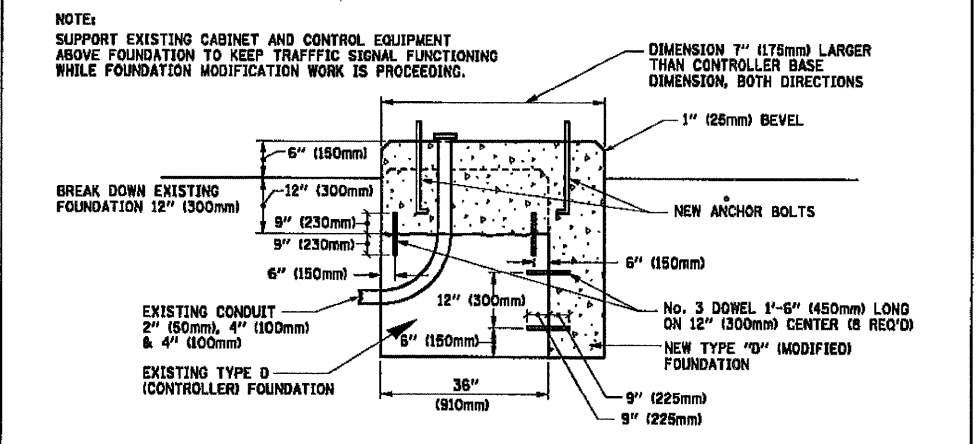 NOTE:
SUPPORT EXISTING CABINET AND CONTROL EQUIPMENT
ABOVE FOUNDATION TO KEEP TRAFFFIC SIGNAL FUNCTIONING
WHILE FOUNDATION MODIFICATION WORK IS PROCEEDING.
DIMENSION 7" (175mm) LARGER
THAN CONTROLLER BASE
DIMENSION, BOTH DIRECTIONS
1" (25mm) BEVEL
6" (150mm)
BREAK DOWN EXISTING
FOUNDATION 12" (300mm)
12" (300mm)
9" (230mm)
9" (230mm)
NEW ANCHOR BOLTS
6" (150mm)
6" (150mm)
12" (300mm)
EXISTING CONDUIT
2" (50mm), 4" (100mm)
& 4" (100mm)
No. 3 DOWEL 1'-6" (450mm) LONG
ON 12" (300mm) CENTER (8 REQ'D)
6" (150mm)
NEW TYPE "D" (MODIFIED)
FOUNDATION
EXISTING TYPE D
(CONTROLLER) FOUNDATION
36"
(910mm)
9" (225mm)
9" (225mm)